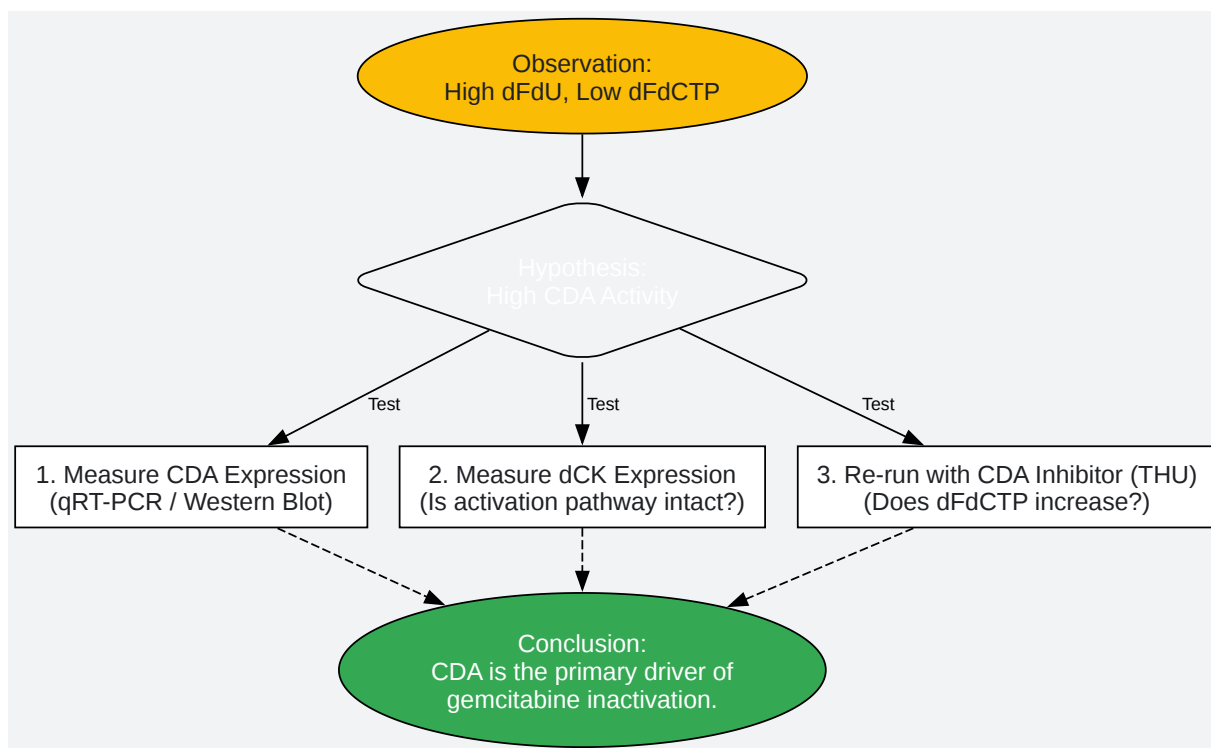 Observation:
High dFdU, Low dFdCTP
Hypothesis:
High CDA Activity
Test
Test
Test
1. Measure CDA Expression
(qRT-PCR / Western Blot)
2. Measure dCK Expression
(Is activation pathway intact?)
3. Re-run with CDA Inhibitor (THU)
(Does dFdCTP increase?)
Conclusion:
CDA is the primary driver of
gemcitabine inactivation.